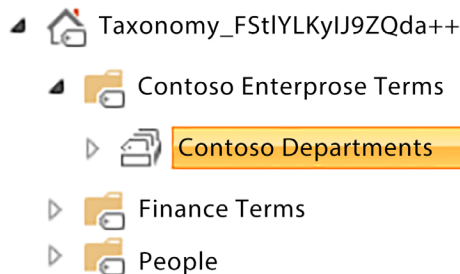 Taxonomy_FStlYLKyIJ9ZQda++
Contoso Enterprose Terms
Contoso Departments
Finance Terms
People